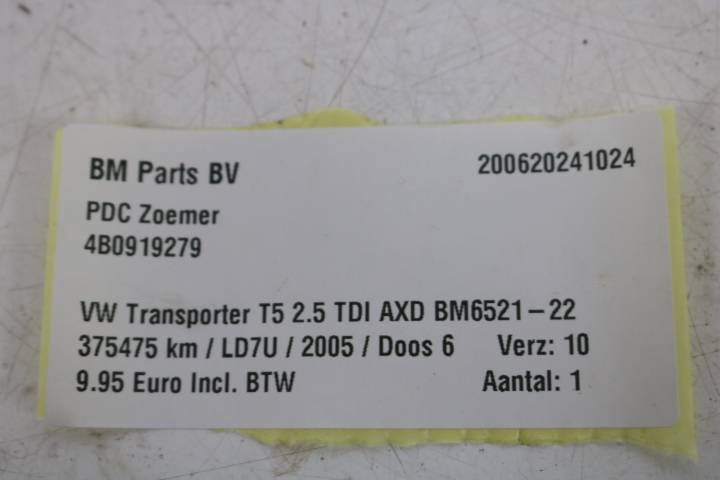 BM Parts BV 200620241024
PDC Zoemer
4B0919279
VW Transporter T5 2.5 TDI AXD BM6521-22
375475 km / LD7U / 2005 / Doos 6 Verz: 10
9.95 Euro Incl. BTW Aantal: 1